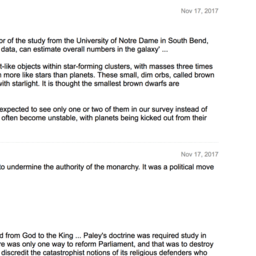 Nov 17, 2017
or of the study from the University of Notre Dame in South Bend,
data, can estimate overall numbers in the galaxy' ...
t-like objects within star-forming clusters, with masses three times
n more like stars than planets. These small, dim orbs, called brown
vith starlight. It is thought the smallest brown dwarfs are
expected to see only one or two of them in our survey instead of
often become unstable, with planets being kicked out from their
Nov 17, 2017
to undermine the authority of the monarchy. It was a political move
d from God to the King ... Paley's doctrine was required study in
re was only one way to reform Parliament, and that was to destroy
discredit the catastrophist notions of its religious defenders who